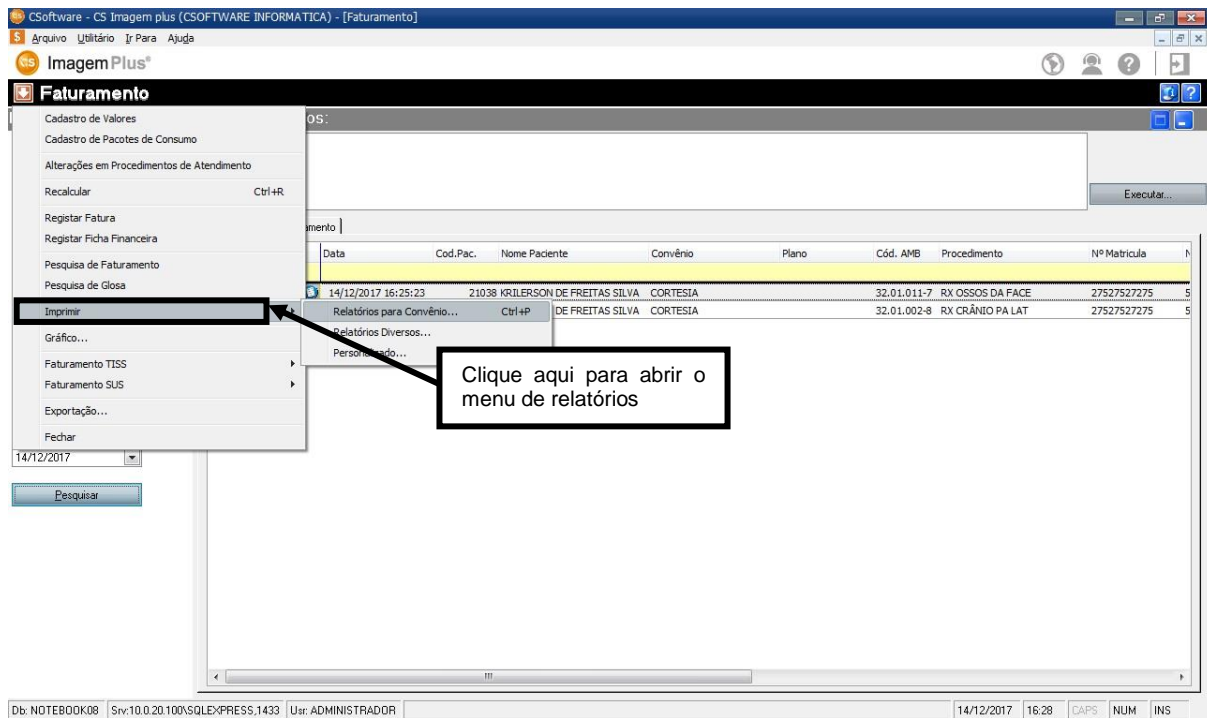 CSoftware - CS Imagem plus (CSOFTWARE INFORMATICA) - [Faturamento]
Arquivo Utilitário Ir Para Ajuda
CS ImagemPlus®
Faturamento
os:
Cadastro de Valores
Cadastro de Pacotes de Consumo
Alterações em Procedimentos de Atendimento
Recalcular Ctrl+R
Executar...
Registar Fatura
Registar Ficha Financeira
amento
Pesquisa de Faturamento
Pesquisa de Glosa
Data Cod.Pac. Nome Paciente Convênio Plano Cód. AMB Procedimento Nº Matricula N
14/12/2017 16:25:23 21038 KRILERSON DE FREITAS SILVA CORTESIA 32.01.011-7 RX OSSOS DA FACE 27527527275 5
Imprimir
Relatórios para Convênio... Ctrl+P
DE FREITAS SILVA CORTESIA 32.01.002-8 RX CRÂNIO PA LAT 27527527275 5
Relatórios Diversos...
Personalizado...
Gráfico...
Faturamento TISS
Faturamento SUS
Exportação...
Fechar
Clique aqui para abrir o
menu de relatórios
14/12/2017
Pesquisar
Db: NOTEBOOK08 Srv:10.0.20.100\SQLEXPRESS,1433 Usr: ADMINISTRADOR 14/12/2017 16:28 CAPS NUM INS